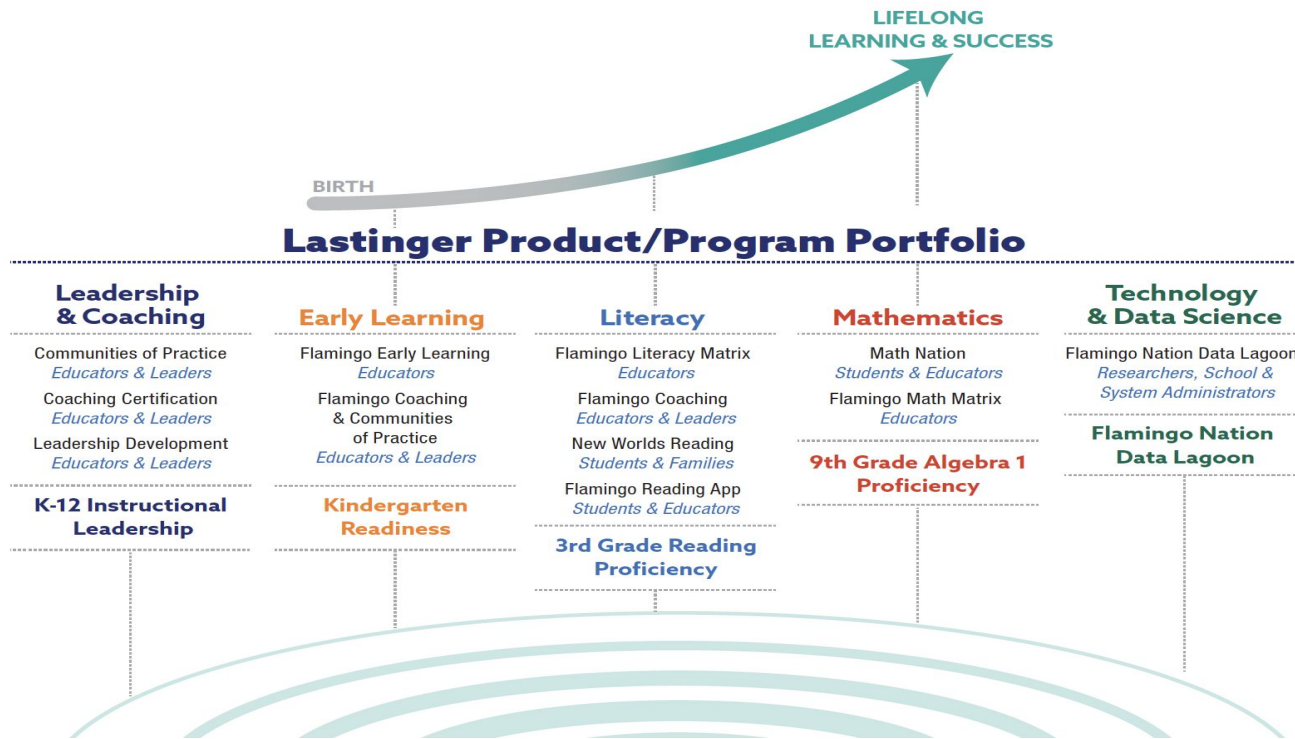 LIFELONG
LEARNING & SUCCESS
BIRTH
Lastinger Product/Program Portfolio
Leadership
& Coaching
Communities of Practice
Educators & Leaders
Coaching Certification
Educators & Leaders
Leadership Development
Educators & Leaders
K-12 Instructional
Leadership
Early Learning
Flamingo Early Learning
Educators
Flamingo Coaching
& Communities
of Practice
Educators & Leaders
Kindergarten
Readiness
Literacy
Flamingo Literacy Matrix
Educators
Flamingo Coaching
Educators & Leaders
New Worlds Reading
Students & Families
Flamingo Reading App
Students & Educators
3rd Grade Reading
Proficiency
Mathematics
Math Nation
Students & Educators
Flamingo Math Matrix
Educators
9th Grade Algebra 1
Proficiency
Technology
& Data Science
Flamingo Nation Data Lagoon
Researchers, School &
System Administrators
Flamingo Nation
Data Lagoon